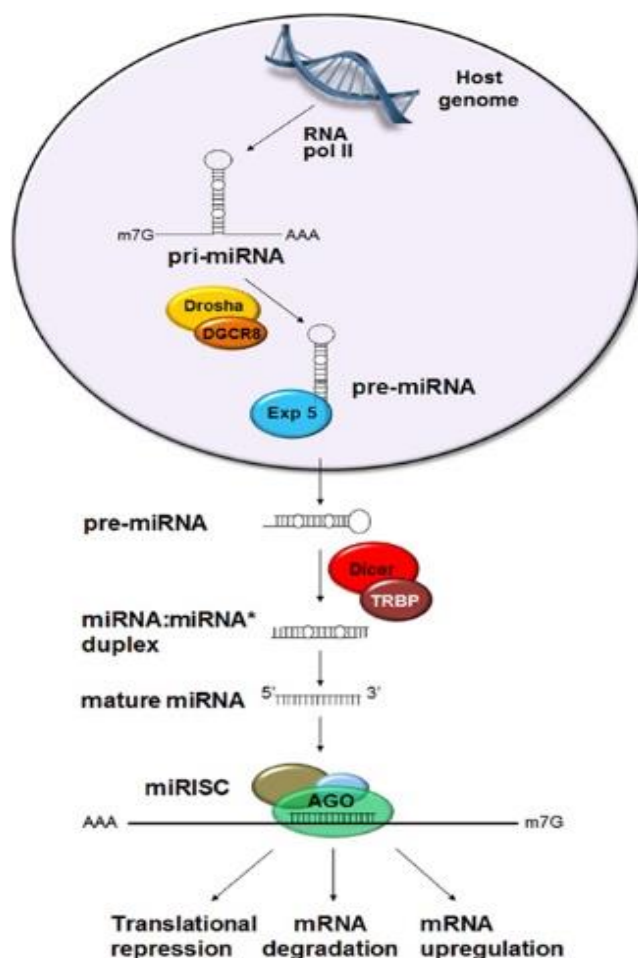 Host
genome
RNA
pol II
m7G
AAA
pri-miRNA
Drosha
DGCR8
pre-miRNA
Exp 5
pre-miRNA
Dicer
TRBP
miRNA:miRNA*
duplex
mature miRNA
5'
3'
miRISC
AGO
AAA
m7G
Translational
repression
mRNA
degradation
mRNA
upregulation